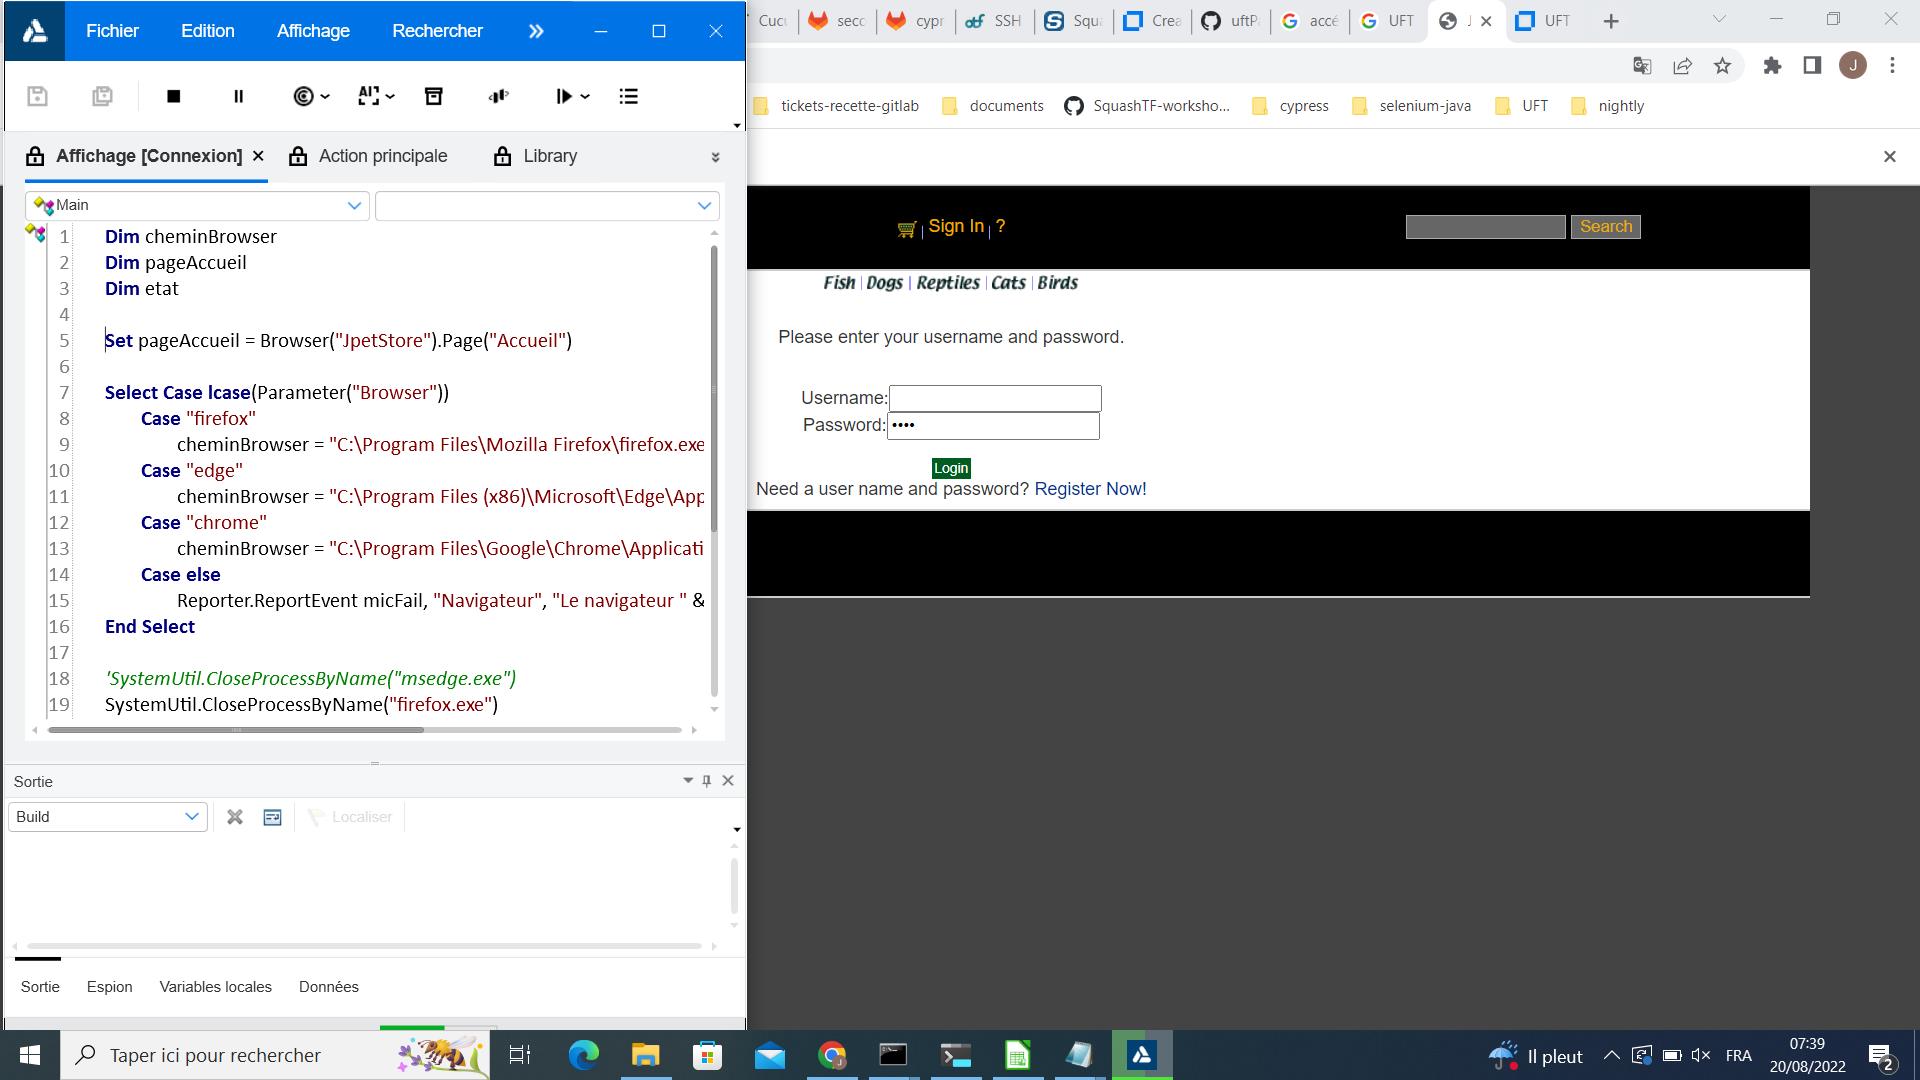 Fichier Edition Affichage Rechercher
Cucu secc cypr SSH Squa Crea accé UFT UFT
J
tickets-recette-gitlab documents SquashTF-worksho... cypress selenium-java UFT nightly
Affichage [Connexion] Action principale Library
Main
1 Dim cheminBrowser
2 Dim pageAccueil
3 Dim etat
4
5 Set pageAccueil = Browser("JpetStore").Page("Accueil")
6
7 Select Case lcase(Parameter("Browser"))
8 Case "firefox"
9 cheminBrowser = "C:\Program Files\Mozilla Firefox\firefox.exe
10 Case "edge"
11 cheminBrowser = "C:\Program Files (x86)\Microsoft\Edge\App
12 Case "chrome"
13 cheminBrowser = "C:\Program Files\Google\Chrome\Applicati
14 Case else
15 Reporter.ReportEvent micFail, "Navigateur", "Le navigateur " &
16 End Select
17
18 'SystemUtil.CloseProcessByName("msedge.exe")
19 SystemUtil.CloseProcessByName("firefox.exe")
Sortie
Build Localiser
Sortie Espion Variables locales Données
Sign In ? Search
Fish Dogs Reptiles Cats Birds
Please enter your username and password.
Username:
Password: ••••
Login
Need a user name and password? Register Now!
Taper ici pour rechercher
Il pleut FRA 07:39
20/08/2022
2